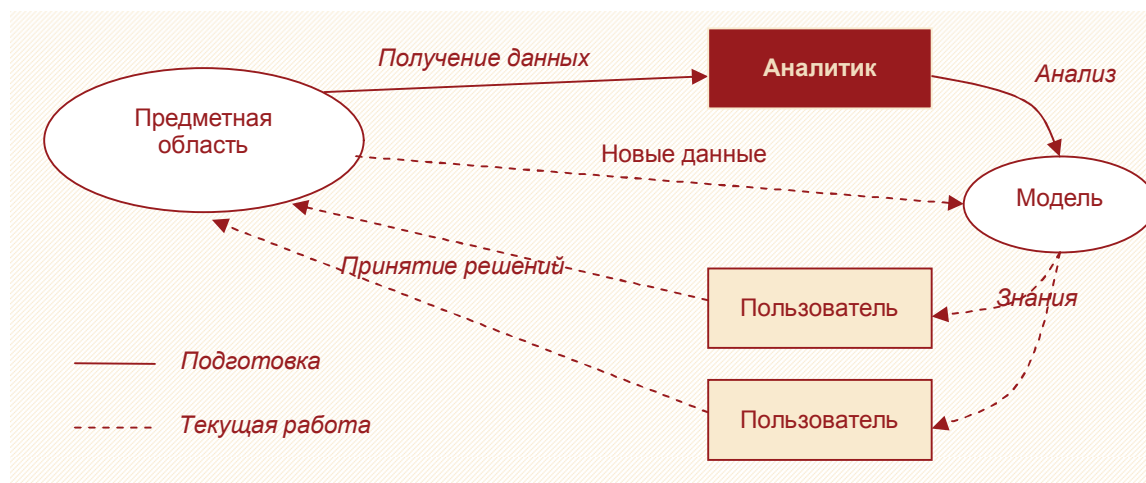 Получение данных
Аналитик
Анализ
Предметная
область
Новые данные
Модель
Принятие решений
Пользователь
Знания
Подготовка
Пользователь
Текущая работа